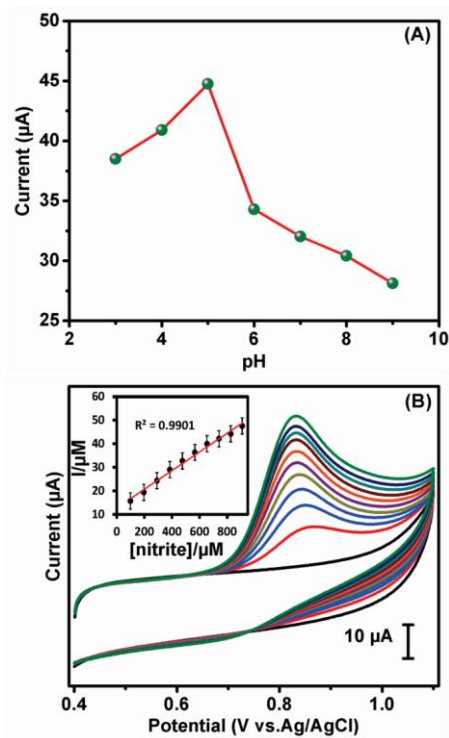 (A)
Current (µA)
50
45
40
35
30
25
2 4 6 8 10
pH
(B)
I/µM
60
50
40
30
20
10
R² = 0.9901
0 200 400 600 800
[nitrite]/µM
Current (µA)
10 µA
0.4 0.6 0.8 1.0
Potential (V vs.Ag/AgCl)